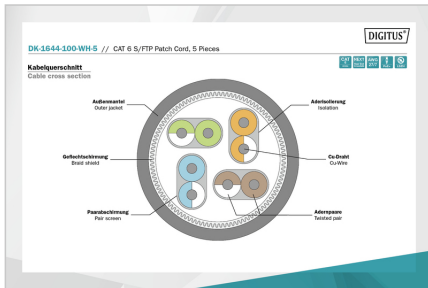 DIGITUS®
DK-1644-100-WH-5 // CAT 6 S/FTP Patch Cord, 5 Pieces
Kabelquerschnitt
Cable cross section
Außenmantel
Outer jacket
Aderisolierung
Isolation
Geflechtschirmung
Braid shield
Cu-Draht
Cu-Wire
Paarabschirmung
Pair screen
Adernpaare
Twisted pair